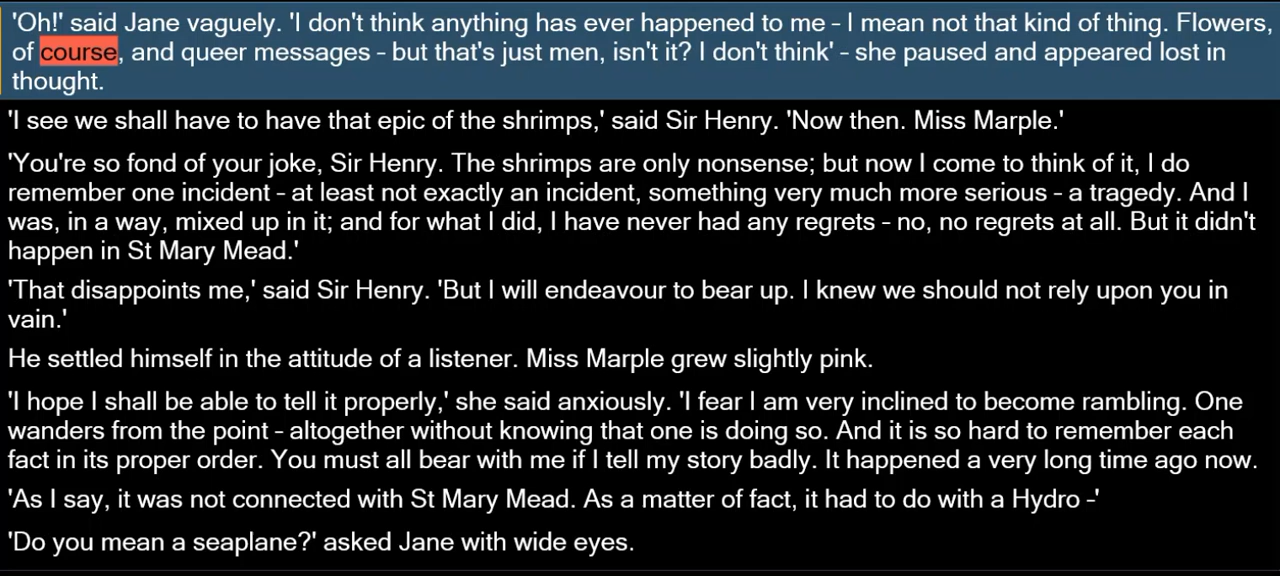 'Oh!' said Jane vaguely. 'I don't think anything has ever happened to me – I mean not that kind of thing. Flowers,
of course, and queer messages – but that's just men, isn't it? I don't think' – she paused and appeared lost in
thought.
'I see we shall have to have that epic of the shrimps,' said Sir Henry. 'Now then. Miss Marple.'
'You're so fond of your joke, Sir Henry. The shrimps are only nonsense; but now I come to think of it, I do
remember one incident – at least not exactly an incident, something very much more serious – a tragedy. And I
was, in a way, mixed up in it; and for what I did, I have never had any regrets – no, no regrets at all. But it didn't
happen in St Mary Mead.'
'That disappoints me,' said Sir Henry. 'But I will endeavour to bear up. I knew we should not rely upon you in
vain.'
He settled himself in the attitude of a listener. Miss Marple grew slightly pink.
'I hope I shall be able to tell it properly,' she said anxiously. 'I fear I am very inclined to become rambling. One
wanders from the point – altogether without knowing that one is doing so. And it is so hard to remember each
fact in its proper order. You must all bear with me if I tell my story badly. It happened a very long time ago now.
'As I say, it was not connected with St Mary Mead. As a matter of fact, it had to do with a Hydro –'
'Do you mean a seaplane?' asked Jane with wide eyes.